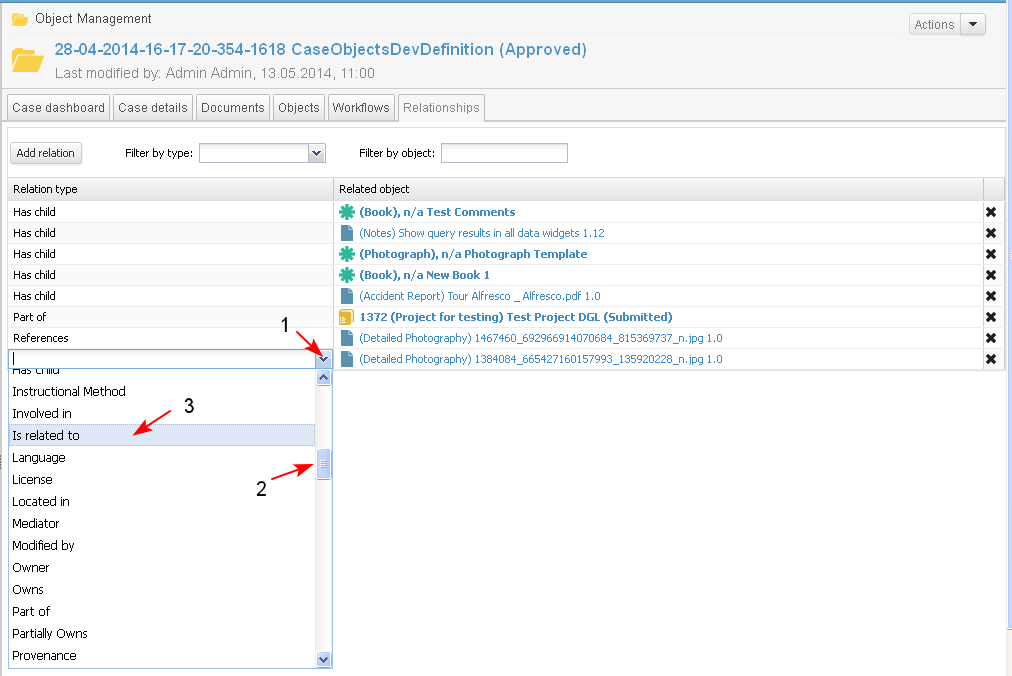 Object Management
Actions
28-04-2014-16-17-20-354-1618 CaseObjectsDevDefinition (Approved)
Last modified by: Admin Admin, 13.05.2014, 11:00
Case dashboard Case details Documents Objects Workflows Relationships
Add relation Filter by type: Filter by object:
Relation type Related object
Has child (Book), n/a Test Comments
Has child (Notes) Show query results in all data widgets 1.12
Has child (Photograph), n/a Photograph Template
Has child (Book), n/a New Book 1
Has child (Accident Report) Tour Alfresco _ Alfresco.pdf 1.0
Part of 1372 (Project for testing) Test Project DGL (Submitted)
References (Detailed Photography) 1467460_692966914070684_815369737_n.jpg 1.0
1
(Detailed Photography) 1384084_665427160157993_135920228_n.jpg 1.0
Has child
Instructional Method
Involved in
3
Is related to
Language
License
2
Located in
Mediator
Modified by
Owner
Owns
Part of
Partially Owns
Provenance